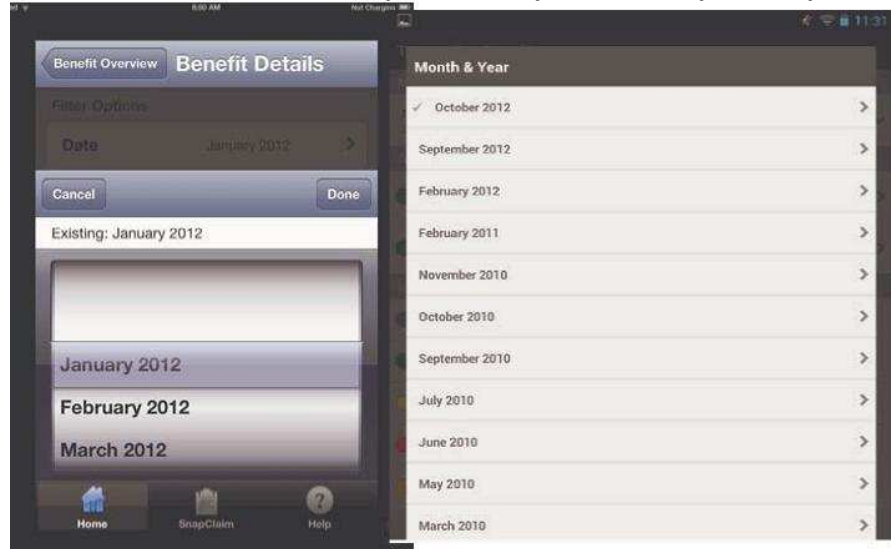 8:00 AM
Not Charging
Benefit Overview
Benefit Details
Filter Options
Date
January 2012
Cancel
Done
Existing: January 2012
January 2012
February 2012
March 2012
Home
SnapClaim
Help
11:31
Month & Year
October 2012
September 2012
February 2012
February 2011
November 2010
October 2010
September 2010
July 2010
June 2010
May 2010
March 2010